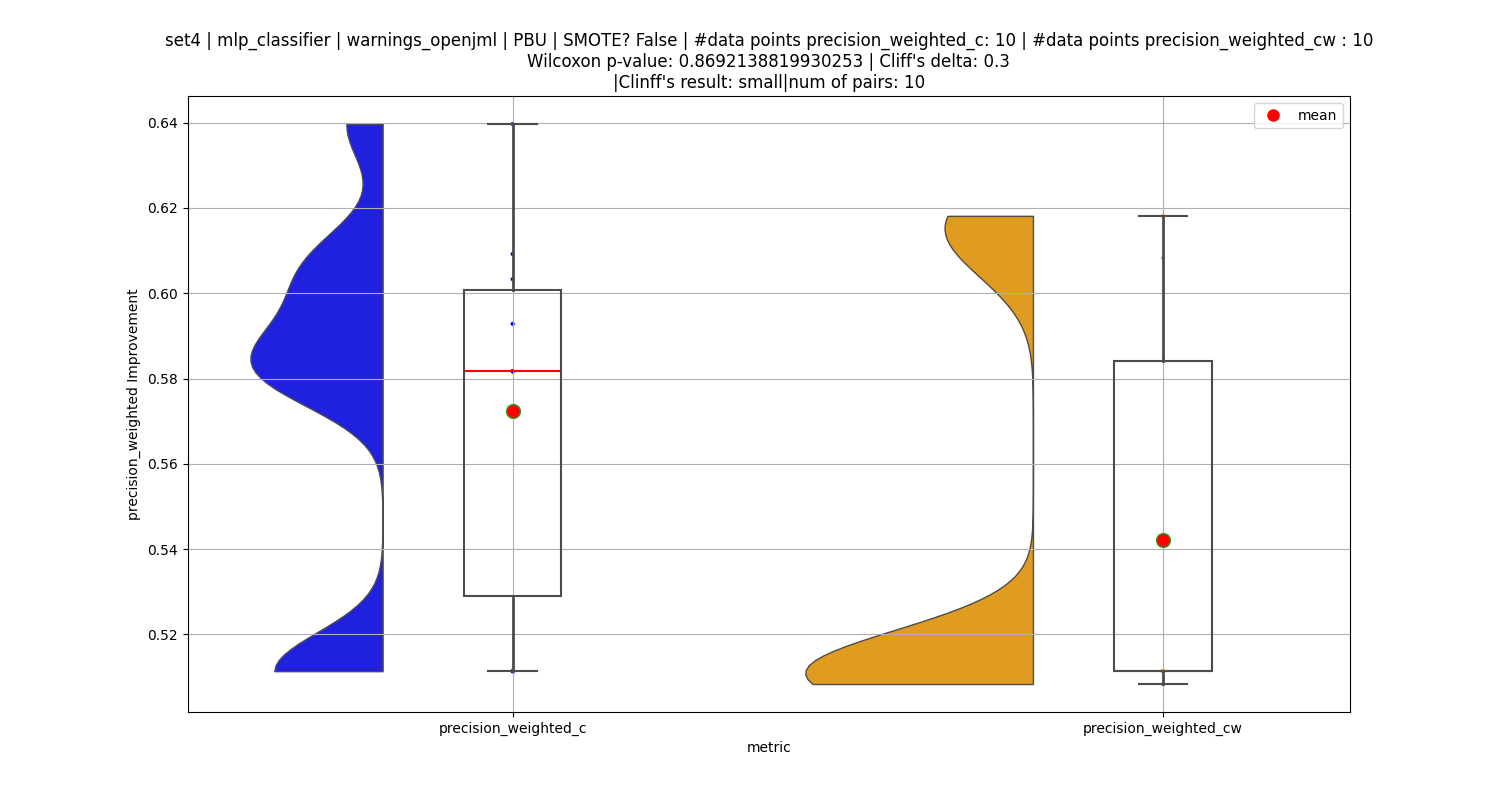 set4 | mlp_classifier | warnings_openjml | PBU | SMOTE? False | #data points precision_weighted_c: 10 | #data points precision_weighted_cw : 10
Wilcoxon p-value: 0.8692138819930253 | Cliff's delta: 0.3
|Clinff's result: small|num of pairs: 10
mean
0.64
0.62
0.60
0.58
0.56
0.54
0.52
precision_weighted Improvement
precision_weighted_c
precision_weighted_cw
metric